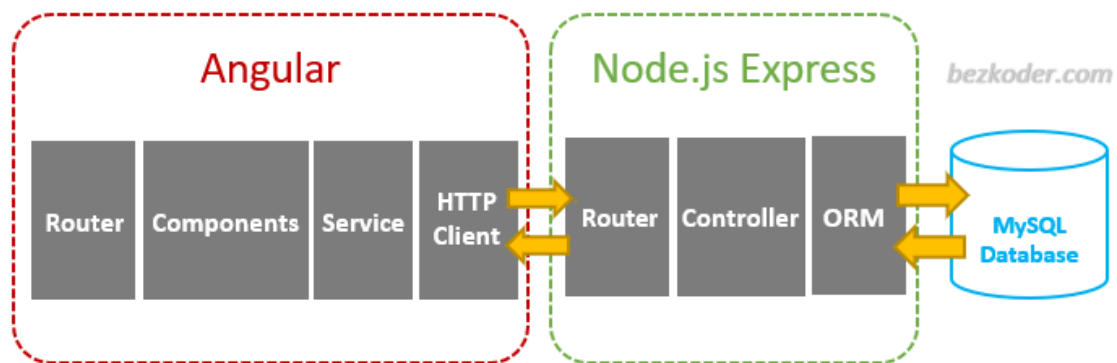 Angular
Node.js Express
bezkoder.com
Router
Components
Service
HTTP
Client
Router
Controller
ORM
MySQL
Database